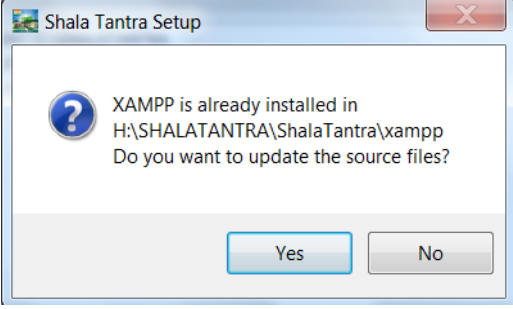 Shala Tantra Setup
XAMPP is already installed in
H:\SHALATANTRA\ShalaTantra\xampp
Do you want to update the source files?
Yes
No